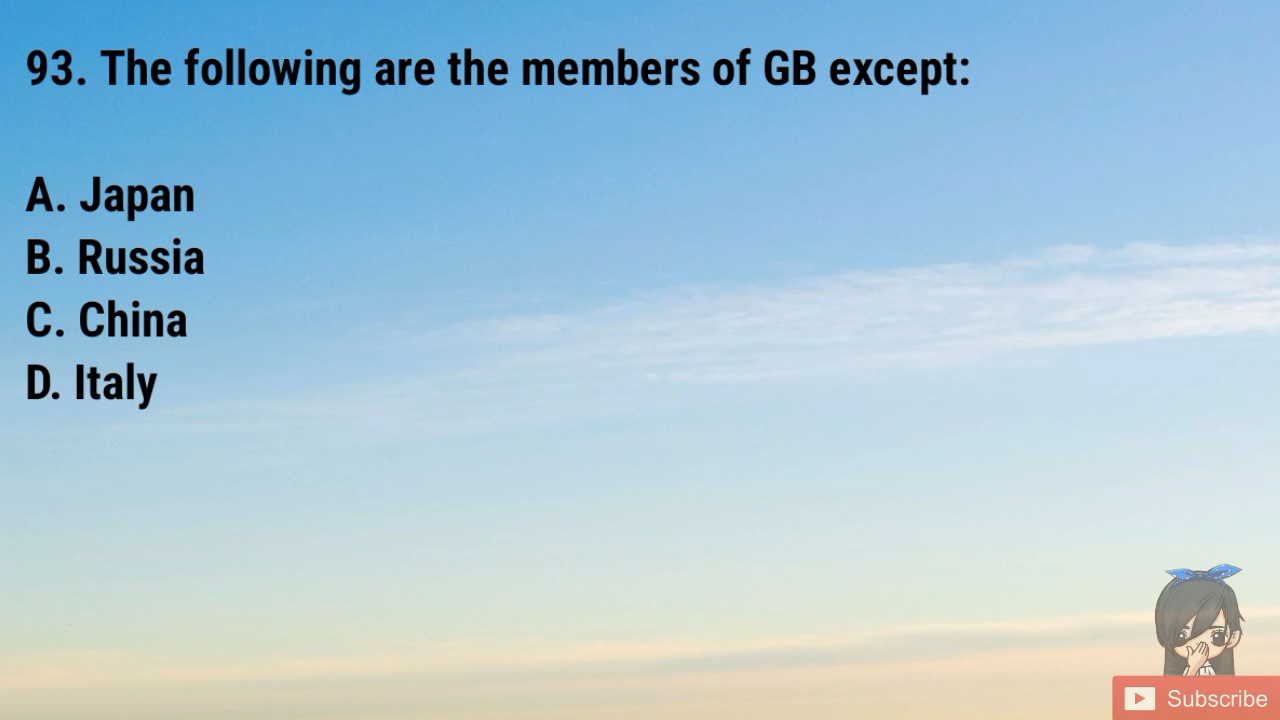 93. The following are the members of GB except:
A. Japan
B. Russia
C. China
D. Italy
Subscribe